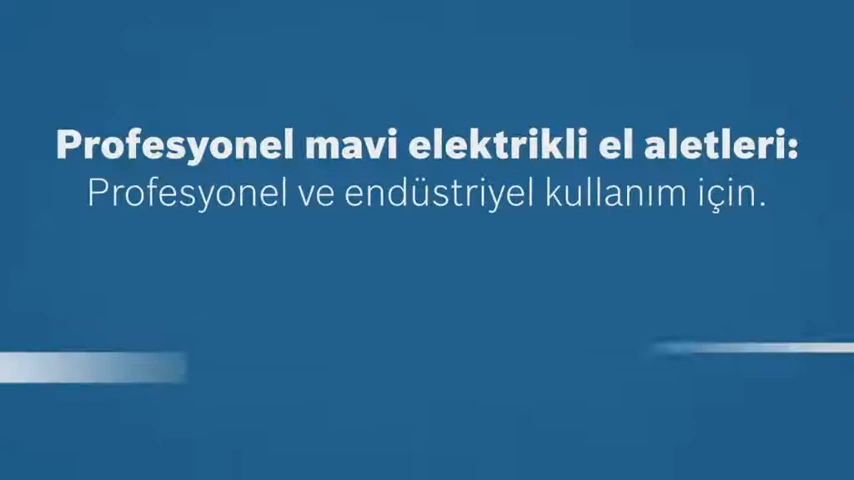 Profesyonel mavi elektrikli el aletleri:
Profesyonel ve endüstriyel kullanım için.